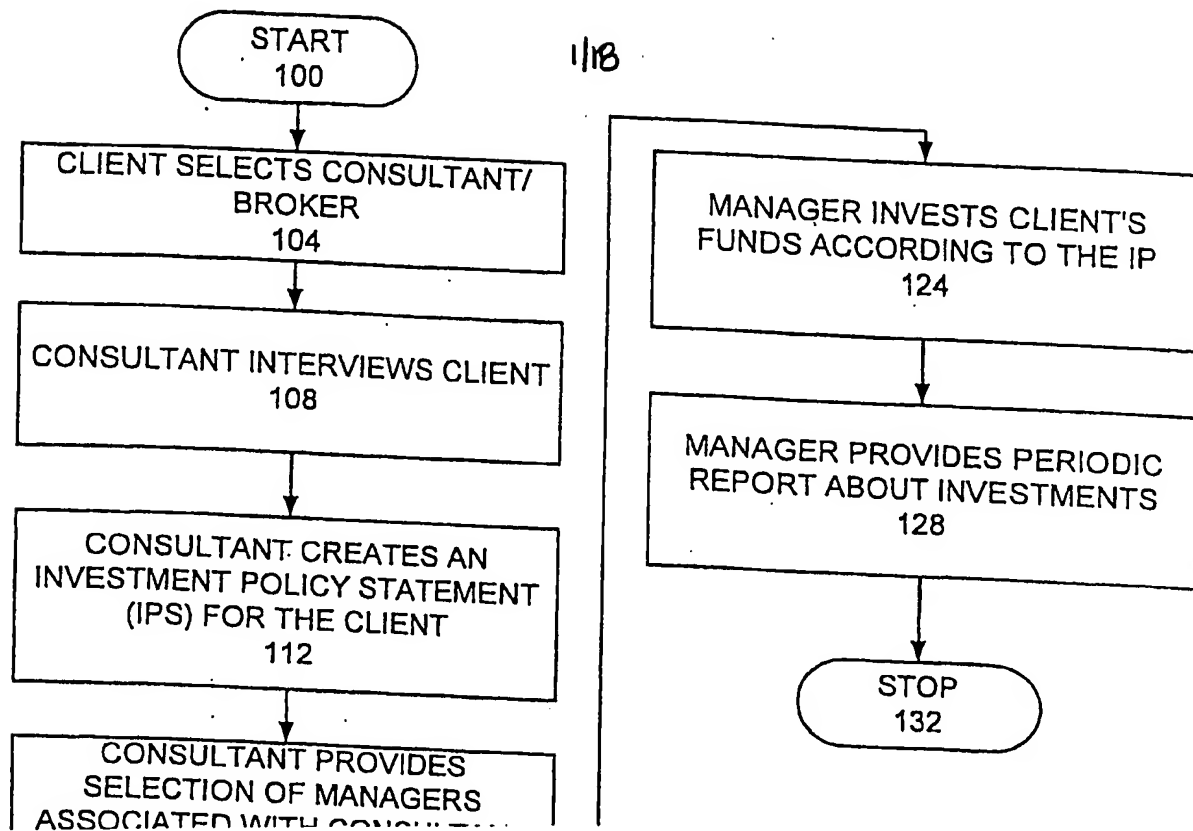 1/18
START
100
CLIENT SELECTS CONSULTANT/
BROKER
104
CONSULTANT INTERVIEWS CLIENT
108
CONSULTANT CREATES AN
INVESTMENT POLICY STATEMENT
(IPS) FOR THE CLIENT
112
CONSULTANT PROVIDES
SELECTION OF MANAGERS
ASSOCIATED WITH
MANAGER INVESTS CLIENT'S
FUNDS ACCORDING TO THE IP
124
MANAGER PROVIDES PERIODIC
REPORT ABOUT INVESTMENTS
128
STOP
132